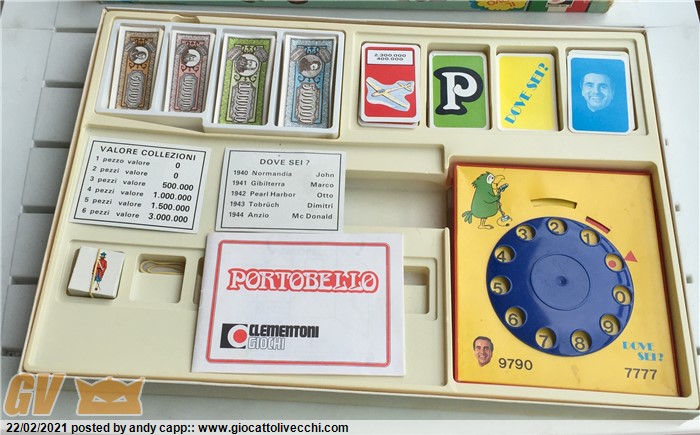 2.300.000
400.000
P
DOVE SEI?
VALORE COLLEZIONI
1 pezzo valore 0
2 pezzi valore 0
3 pezzi valore 500.000
4 pezzi valore 1.000.000
5 pezzi valore 1.500.000
6 pezzi valore 3.000.000
DOVE SEI ?
1940 Normandia John
1941 Gibilterra Marco
1942 Pearl Harbor Otto
1943 Tobrüch Dimitri
1944 Anzio Mc Donald
PORTOBELLO
CLEMENTONI
GIOCHI
1
2
3
4
5
6
7
8
9
0
DOVE
SEI?
9790
7777
GV
22/02/2021 posted by andy capp:: www.giocattolivecchi.com